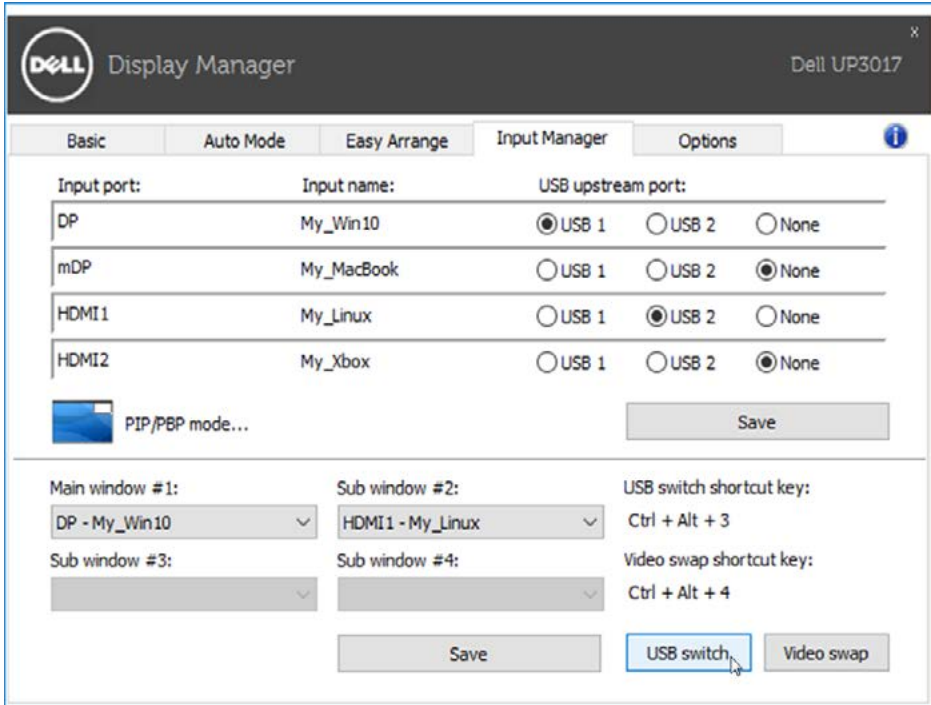 x
DELL Display Manager Dell UP3017
Basic Auto Mode Easy Arrange Input Manager Options i
Input port: Input name: USB upstream port:
DP My_Win10 USB 1 USB 2 None
mDP My_MacBook USB 1 USB 2 None
HDMI1 My_Linux USB 1 USB 2 None
HDMI2 My_Xbox USB 1 USB 2 None
PIP/PBP mode... Save
Main window #1: Sub window #2: USB switch shortcut key:
DP - My_Win10 HDMI1 - My_Linux Ctrl + Alt + 3
Sub window #3: Sub window #4: Video swap shortcut key:
Ctrl + Alt + 4
Save USB switch Video swap